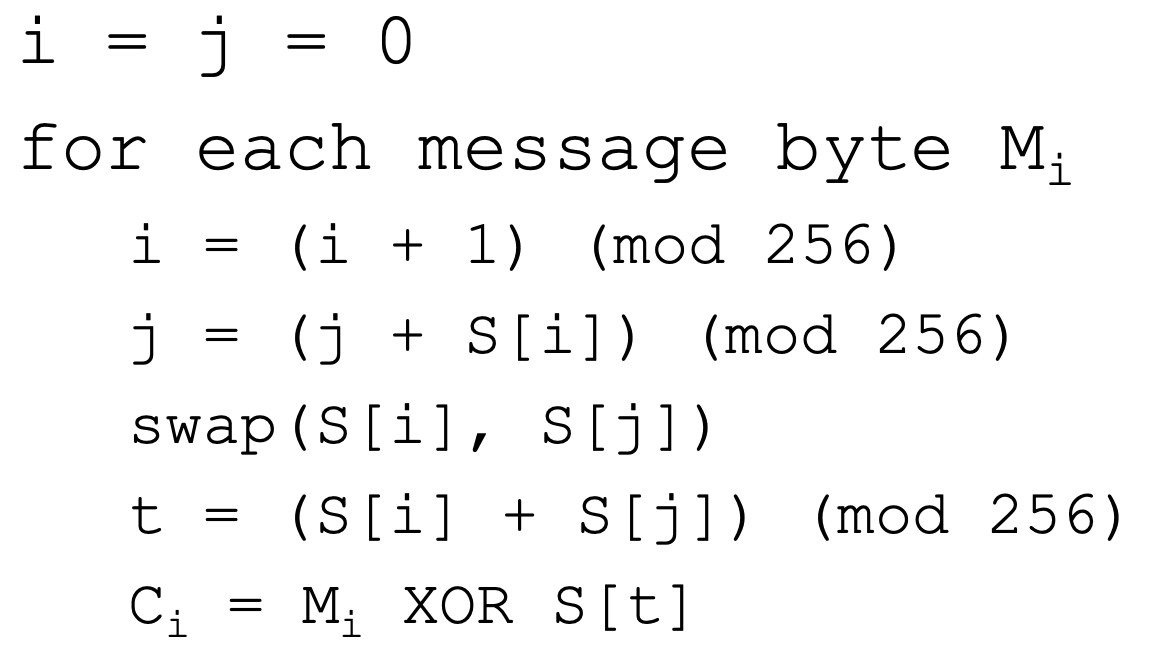 i = j = 0
for each message byte Mᵢ
i = (i + 1) (mod 256)
j = (j + S[i]) (mod 256)
swap(S[i], S[j])
t = (S[i] + S[j]) (mod 256)
Cᵢ = Mᵢ XOR S[t]